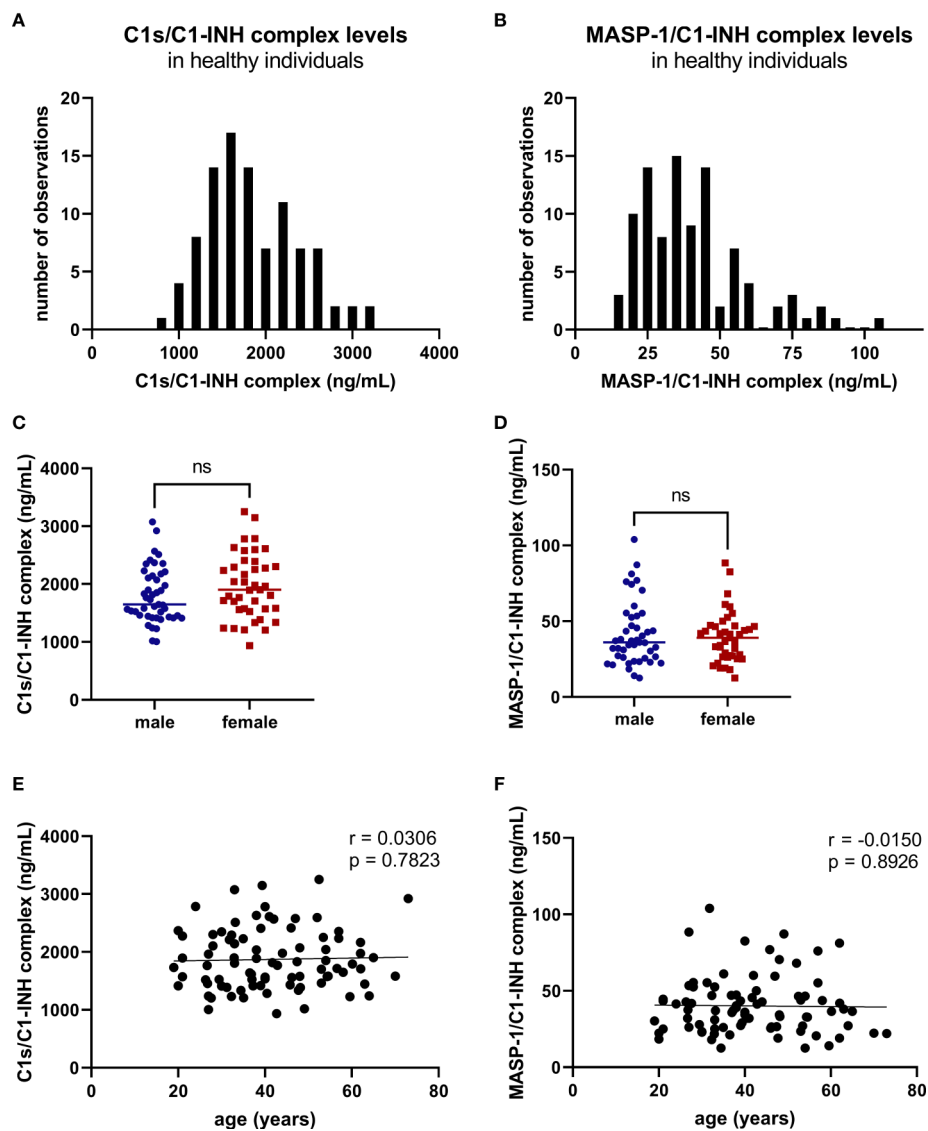 A
C1s/C1-INH complex levels
in healthy individuals
number of observations
20
15
10
5
0
0
1000
2000
3000
4000
C1s/C1-INH complex (ng/mL)
B
MASP-1/C1-INH complex levels
in healthy individuals
number of observations
20
15
10
5
0
0
25
50
75
100
MASP-1/C1-INH complex (ng/mL)
C
C1s/C1-INH complex (ng/mL)
4000
3000
2000
1000
0
ns
male
female
D
MASP-1/C1-INH complex (ng/mL)
150
100
50
0
ns
male
female
E
C1s/C1-INH complex (ng/mL)
4000
3000
2000
1000
0
r = 0.0306
p = 0.7823
0
20
40
60
80
age (years)
F
MASP-1/C1-INH complex (ng/mL)
150
100
50
0
r = -0.0150
p = 0.8926
0
20
40
60
80
age (years)